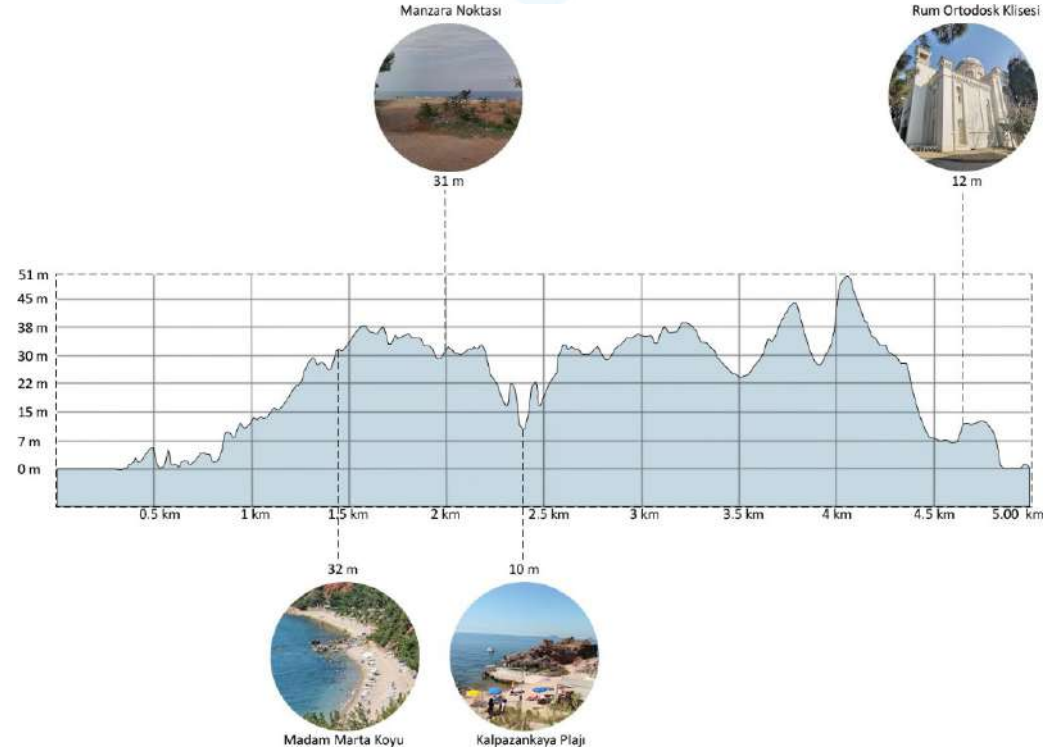 Manzara Noktası
Rum Ortodosk Klisesi
31 m
12 m
51 m
45 m
38 m
30 m
22 m
15 m
7 m
0 m
0.5 km
1 km
1.5 km
2 km
2.5 km
3 km
3.5 km
4 km
4.5 km
5.00 km
32 m
10 m
Madam Marta Koyu
Kalpazankaya Plajı